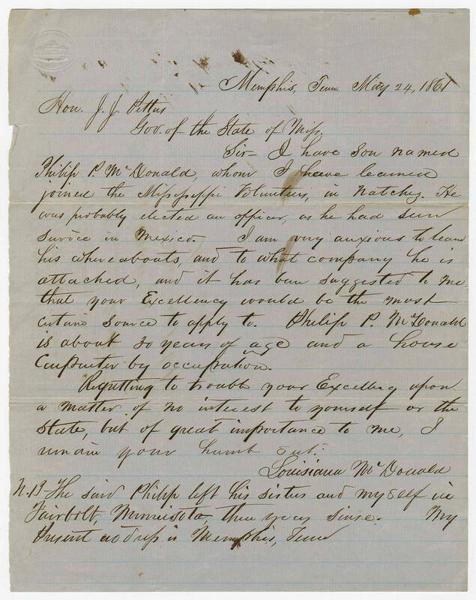 Memphis, Tenn May 24, 1861
Hon. J. J. Pettus
Gov. of the State of Miss,
Sir - I have son named
Philip P. McDonald, whom I have learned
joined the Mississippi Volunteers, in Natchez. He
was probably elected an officer, as he had seen
service in Mexico. I am very anxious to learn
his whereabouts, and to what company he is
attached, and it has been suggested to me
that your Excellency would be the most
certain source to apply to. Philip P. McDonald
is about 30 years of age and a house
Carpenter by occupation.
Regretting to trouble your Excellency upon
a matter of no interest to yourself or the
State, but of great importance to me, I
remain your humb Svt.
Louisiana McDonald
N.B The said Philip left his sisters and myself in
Fairbolt, Minnisota, three years since. My
present address is Memphis, Tenn